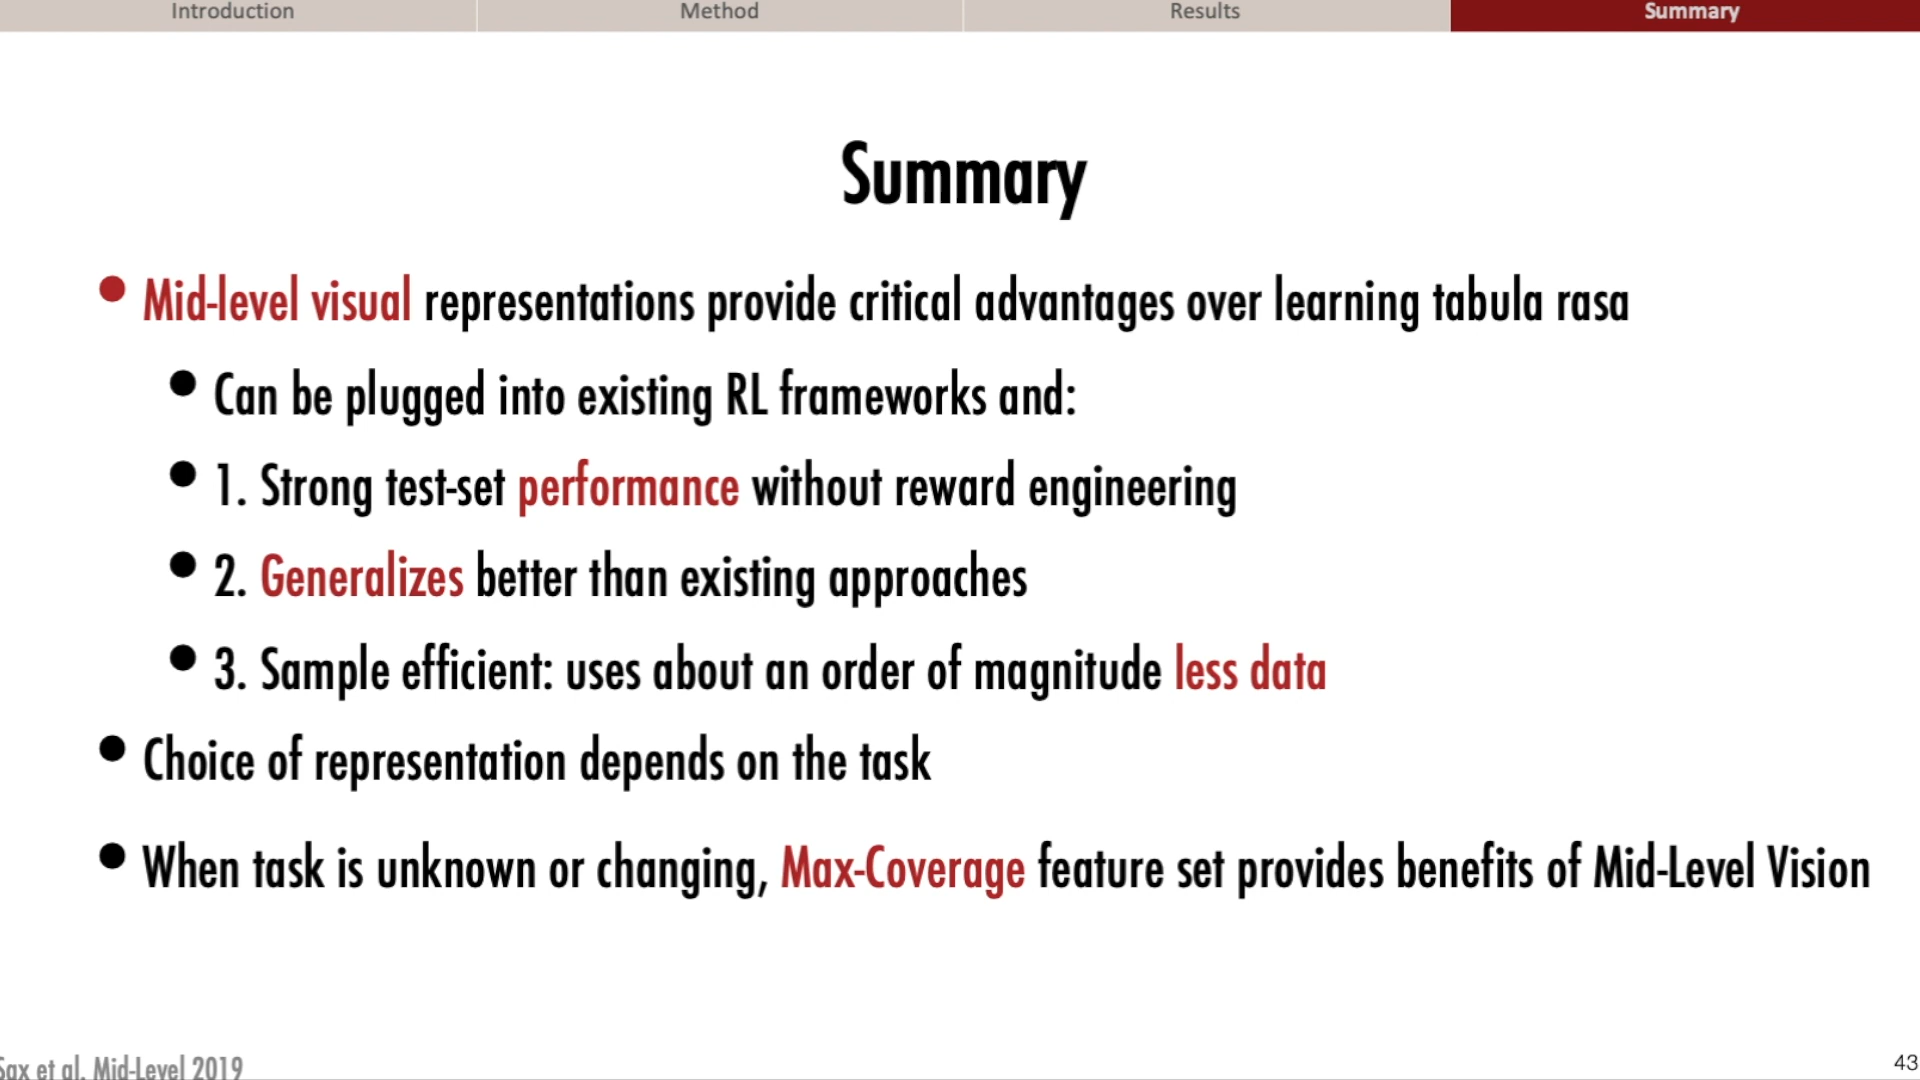 Introduction Method Results Summary
Summary
• Mid-level visual representations provide critical advantages over learning tabula rasa
• Can be plugged into existing RL frameworks and:
• 1. Strong test-set performance without reward engineering
• 2. Generalizes better than existing approaches
• 3. Sample efficient: uses about an order of magnitude less data
• Choice of representation depends on the task
• When task is unknown or changing, Max-Coverage feature set provides benefits of Mid-Level Vision
Sax et al. Mid-Level 2019
43